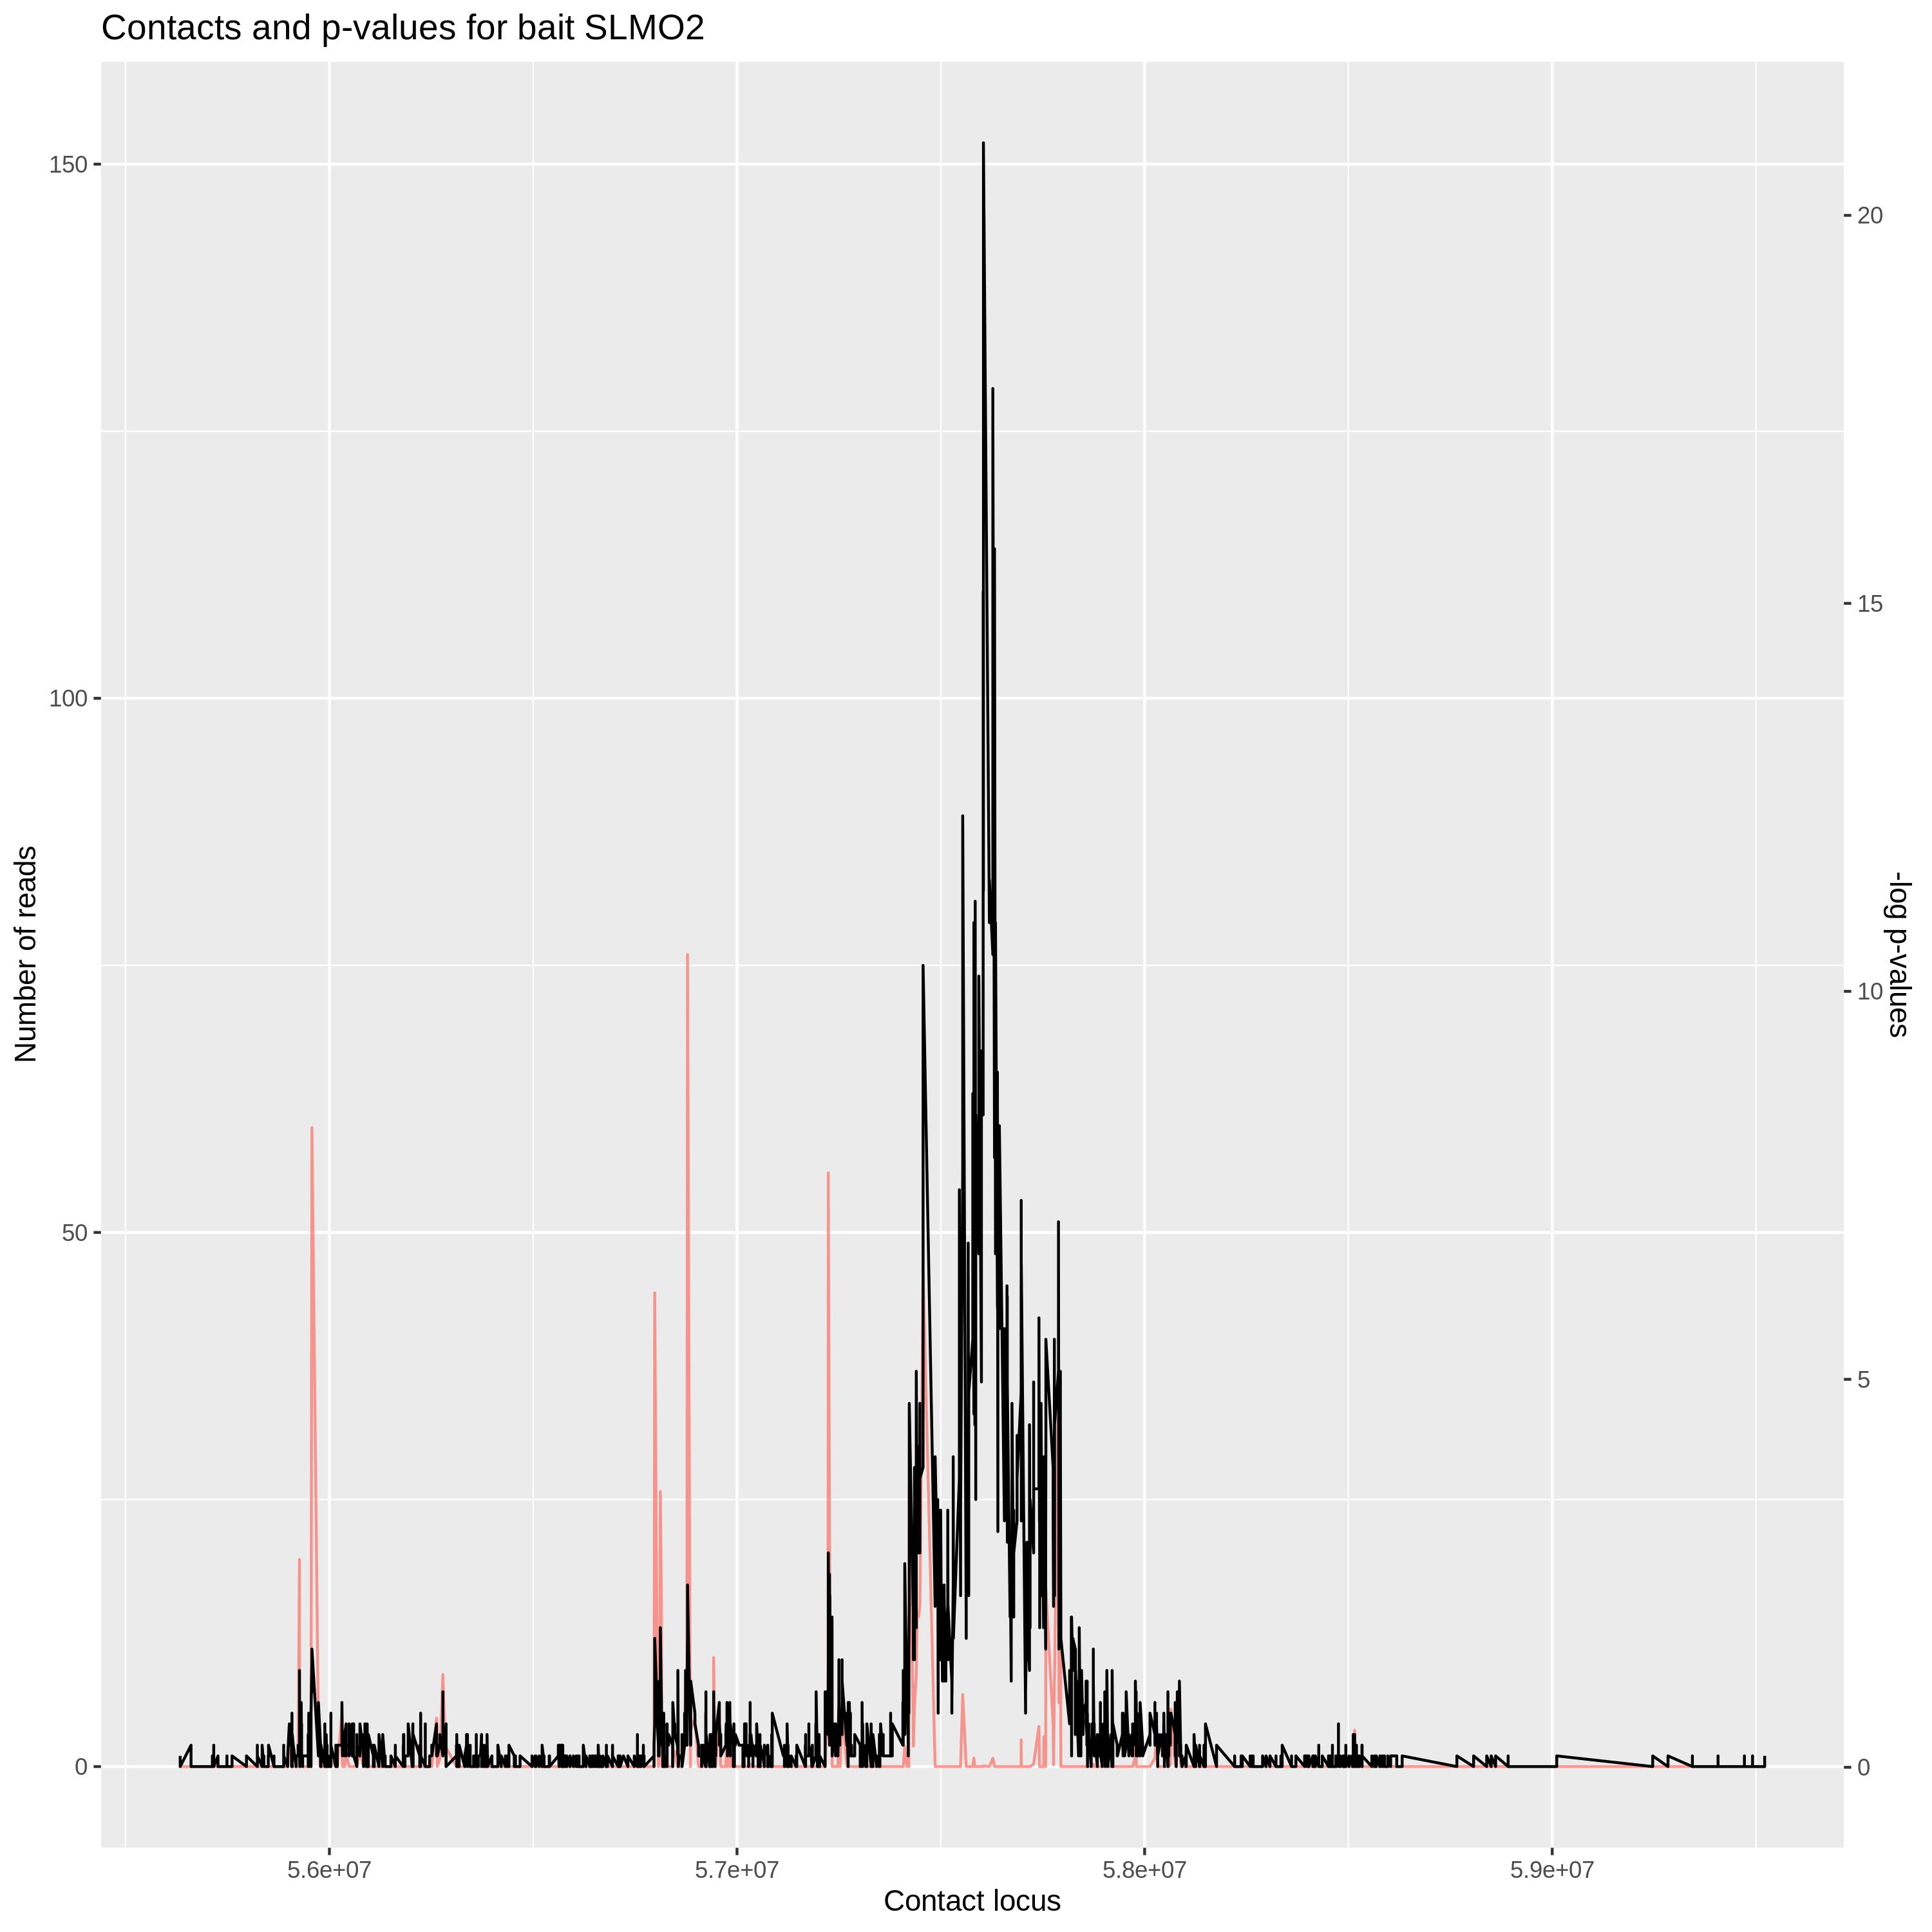 Contacts and p-values for bait SLMO2
150
100
50
0
20
15
10
5
0
Number of reads
-log p-values
5.6e+07 5.7e+07 5.8e+07 5.9e+07
Contact locus